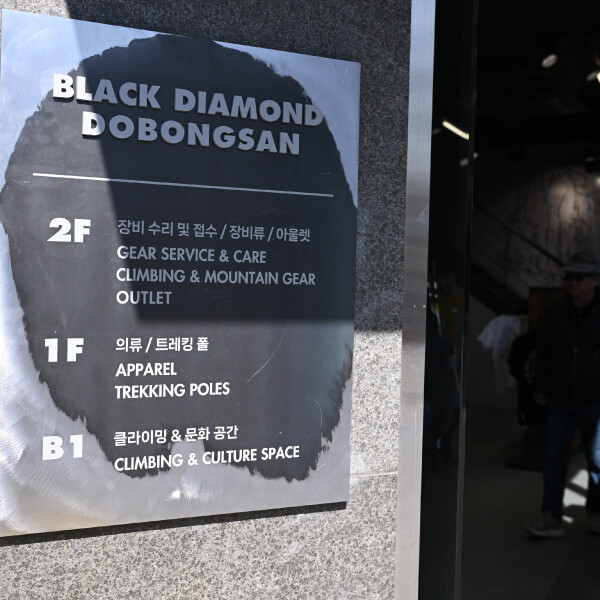 BLACK DIAMOND
DOBONGSAN
2F
장비 수리 및 접수 / 장비류 / 아울렛
GEAR SERVICE & CARE
CLIMBING & MOUNTAIN GEAR
OUTLET
1F
의류 / 트레킹 폴
APPAREL
TREKKING POLES
B1
클라이밍 & 문화 공간
CLIMBING & CULTURE SPACE